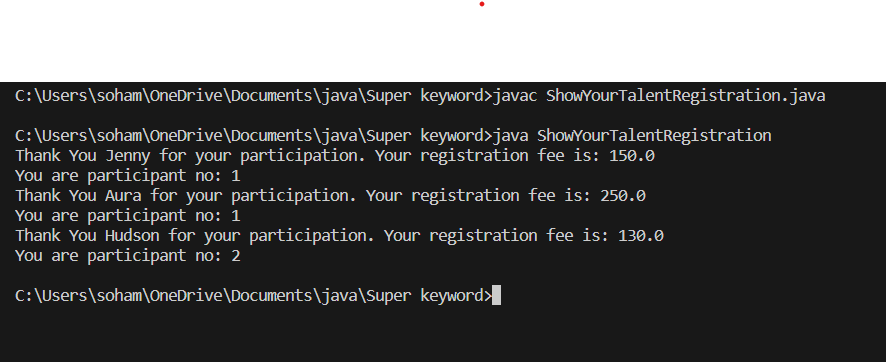 C:\Users\soham\OneDrive\Documents\java\Super keyword>javac ShowYourTalentRegistration.java
C:\Users\soham\OneDrive\Documents\java\Super keyword>java ShowYourTalentRegistration
Thank You Jenny for your participation. Your registration fee is: 150.0
You are participant no: 1
Thank You Aura for your participation. Your registration fee is: 250.0
You are participant no: 1
Thank You Hudson for your participation. Your registration fee is: 130.0
You are participant no: 2
C:\Users\soham\OneDrive\Documents\java\Super keyword>